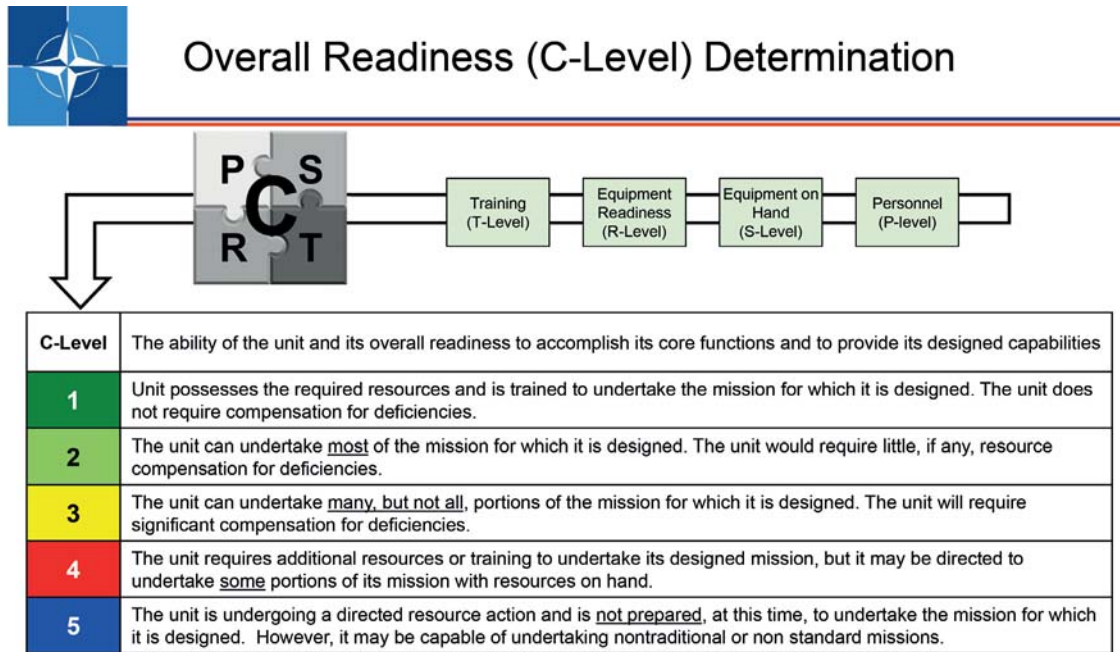 Overall Readiness (C-Level) Determination
P S
C
R T
Training
(T-Level)
Equipment
Readiness
(R-Level)
Equipment on
Hand
(S-Level)
Personnel
(P-level)
C-Level
The ability of the unit and its overall readiness to accomplish its core functions and to provide its designed capabilities
1
Unit possesses the required resources and is trained to undertake the mission for which it is designed. The unit does
not require compensation for deficiencies.
2
The unit can undertake most of the mission for which it is designed. The unit would require little, if any, resource
compensation for deficiencies.
3
The unit can undertake many, but not all, portions of the mission for which it is designed. The unit will require
significant compensation for deficiencies.
4
The unit requires additional resources or training to undertake its designed mission, but it may be directed to
undertake some portions of its mission with resources on hand.
5
The unit is undergoing a directed resource action and is not prepared, at this time, to undertake the mission for which
it is designed.  However, it may be capable of undertaking nontraditional or non standard missions.